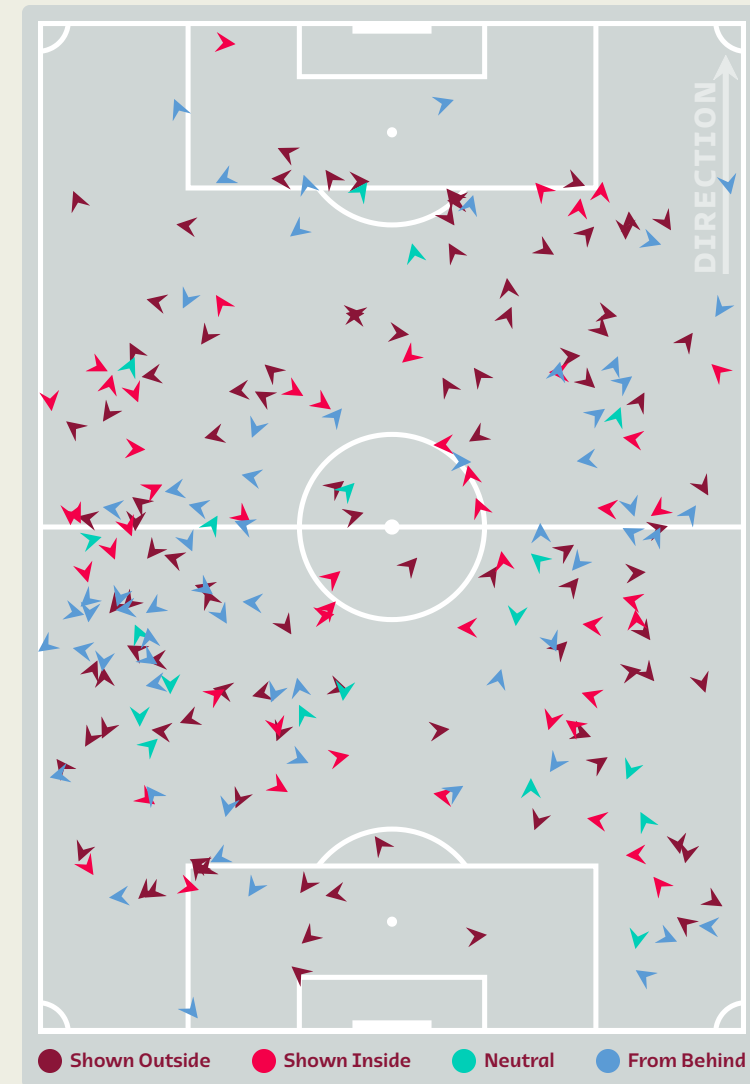 DIRECTION
Shown Outside
Shown Inside
Neutral
From Behind